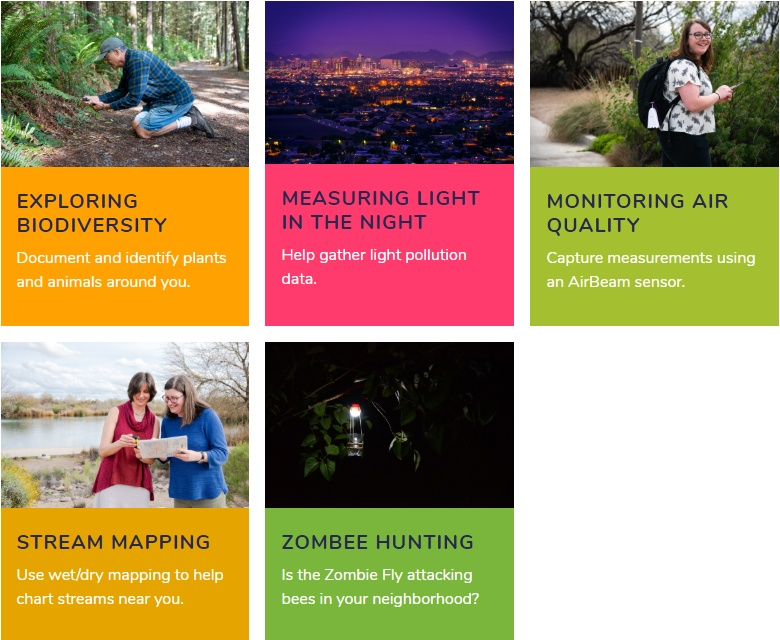 EXPLORING
BIODIVERSITY
Document and identify plants
and animals around you.
MEASURING LIGHT
IN THE NIGHT
Help gather light pollution
data.
MONITORING AIR
QUALITY
Capture measurements using
an AirBeam sensor.
STREAM MAPPING
Use wet/dry mapping to help
chart streams near you.
ZOMBEE HUNTING
Is the Zombie Fly attacking
bees in your neighborhood?